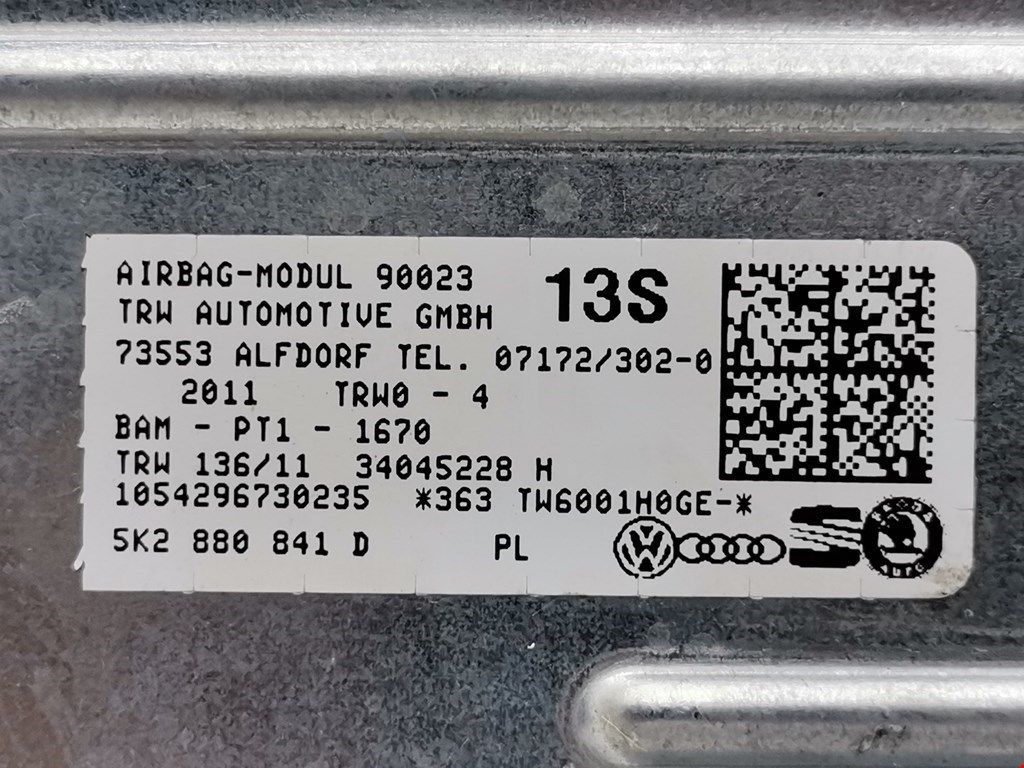 AIRBAG-MODUL 90023 13S
TRW AUTOMOTIVE GMBH
73553 ALFDORF TEL. 07172/302-0
2011 TRW0 - 4
BAM - PT1 - 1670
TRW 136/11 34045228 H
1054296730235 *363 TW6001H0GE-*
5K2 880 841 D PL